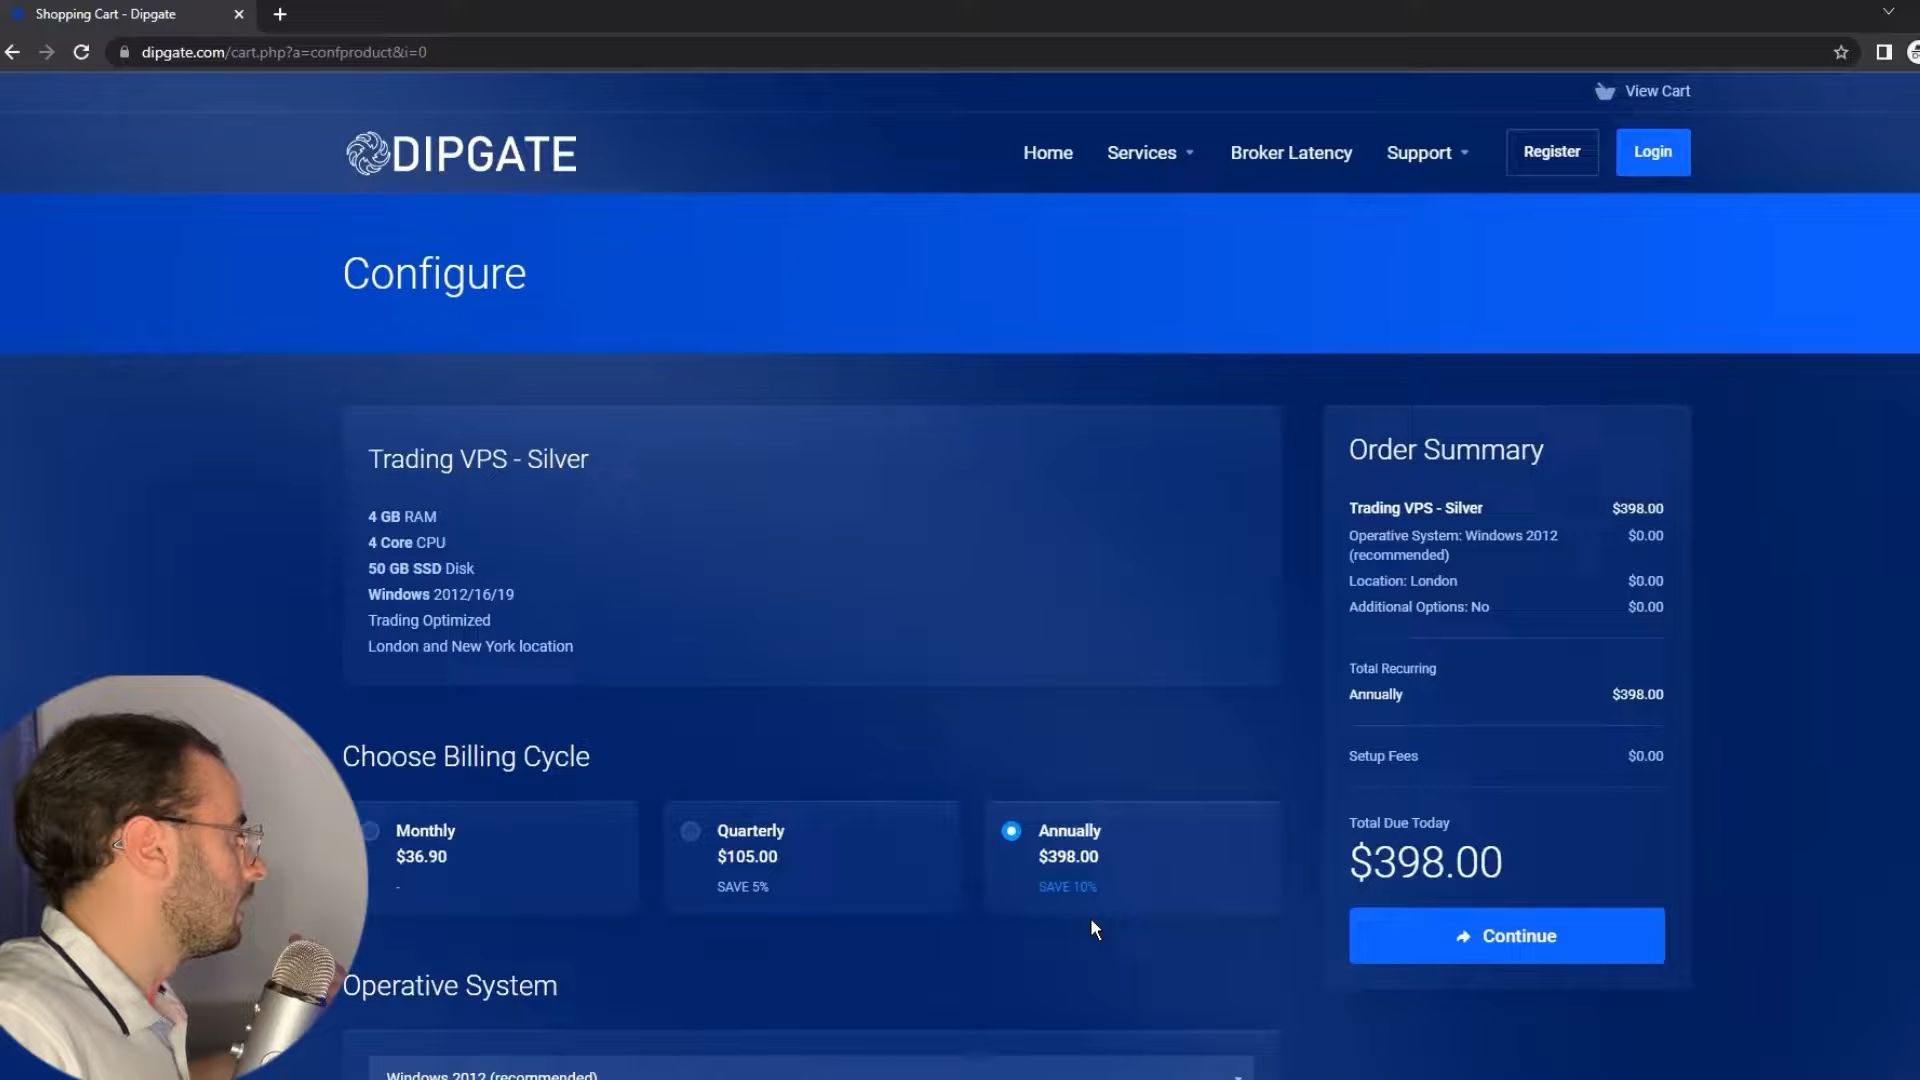 Shopping Cart - Dipgate
dipgate.com/cart.php?a=confproduct&i=0
View Cart
DIPGATE
Home
Services
Broker Latency
Support
Register
Login
Configure
Trading VPS - Silver
4 GB RAM
4 Core CPU
50 GB SSD Disk
Windows 2012/16/19
Trading Optimized
London and New York location
Choose Billing Cycle
Monthly
$36.90
-
Quarterly
$105.00
SAVE 5%
Annually
$398.00
SAVE 10%
Operative System
Windows 2012 (recommended)
Order Summary
Trading VPS - Silver $398.00
Operative System: Windows 2012 $0.00
(recommended)
Location: London $0.00
Additional Options: No $0.00
Total Recurring
Annually $398.00
Setup Fees $0.00
Total Due Today
$398.00
Continue